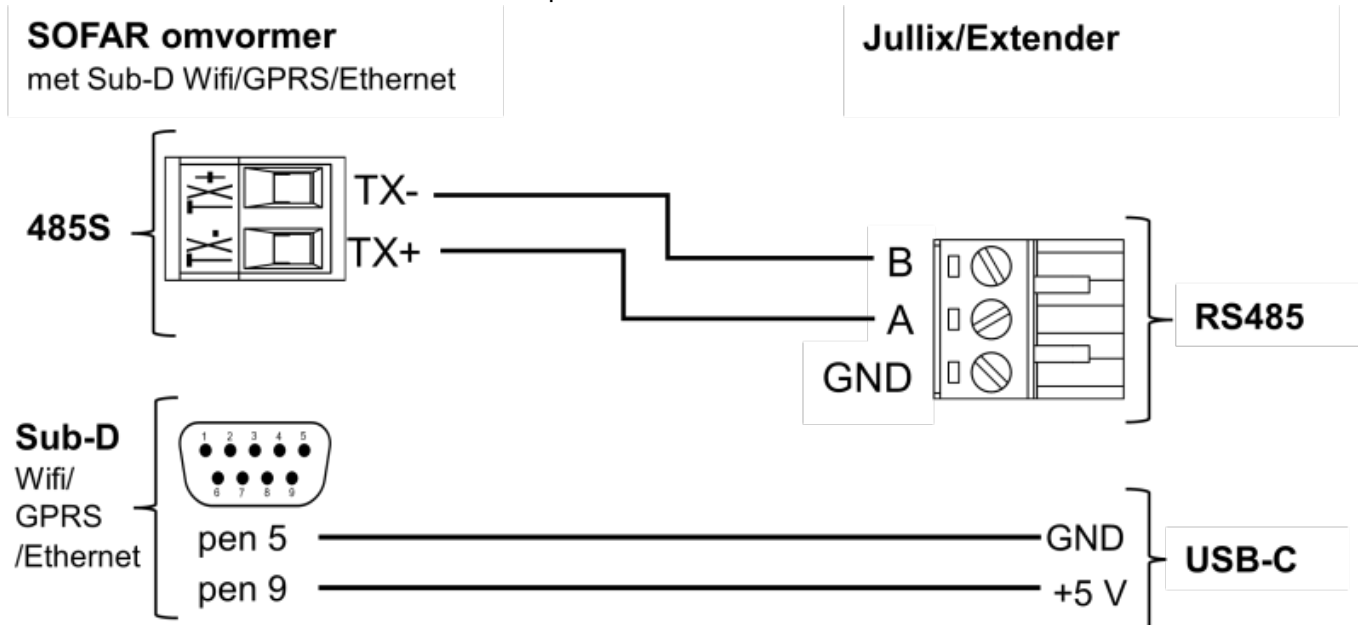 SOFAR omvormer
met Sub-D Wifi/GPRS/Ethernet
Jullix/Extender
485S
TX+
TX-
TX-
TX+
B
A
GND
RS485
Sub-D
Wifi/
GPRS
/Ethernet
1 2 3 4 5
6 7 8 9
pen 5
pen 9
GND
+5 V
USB-C